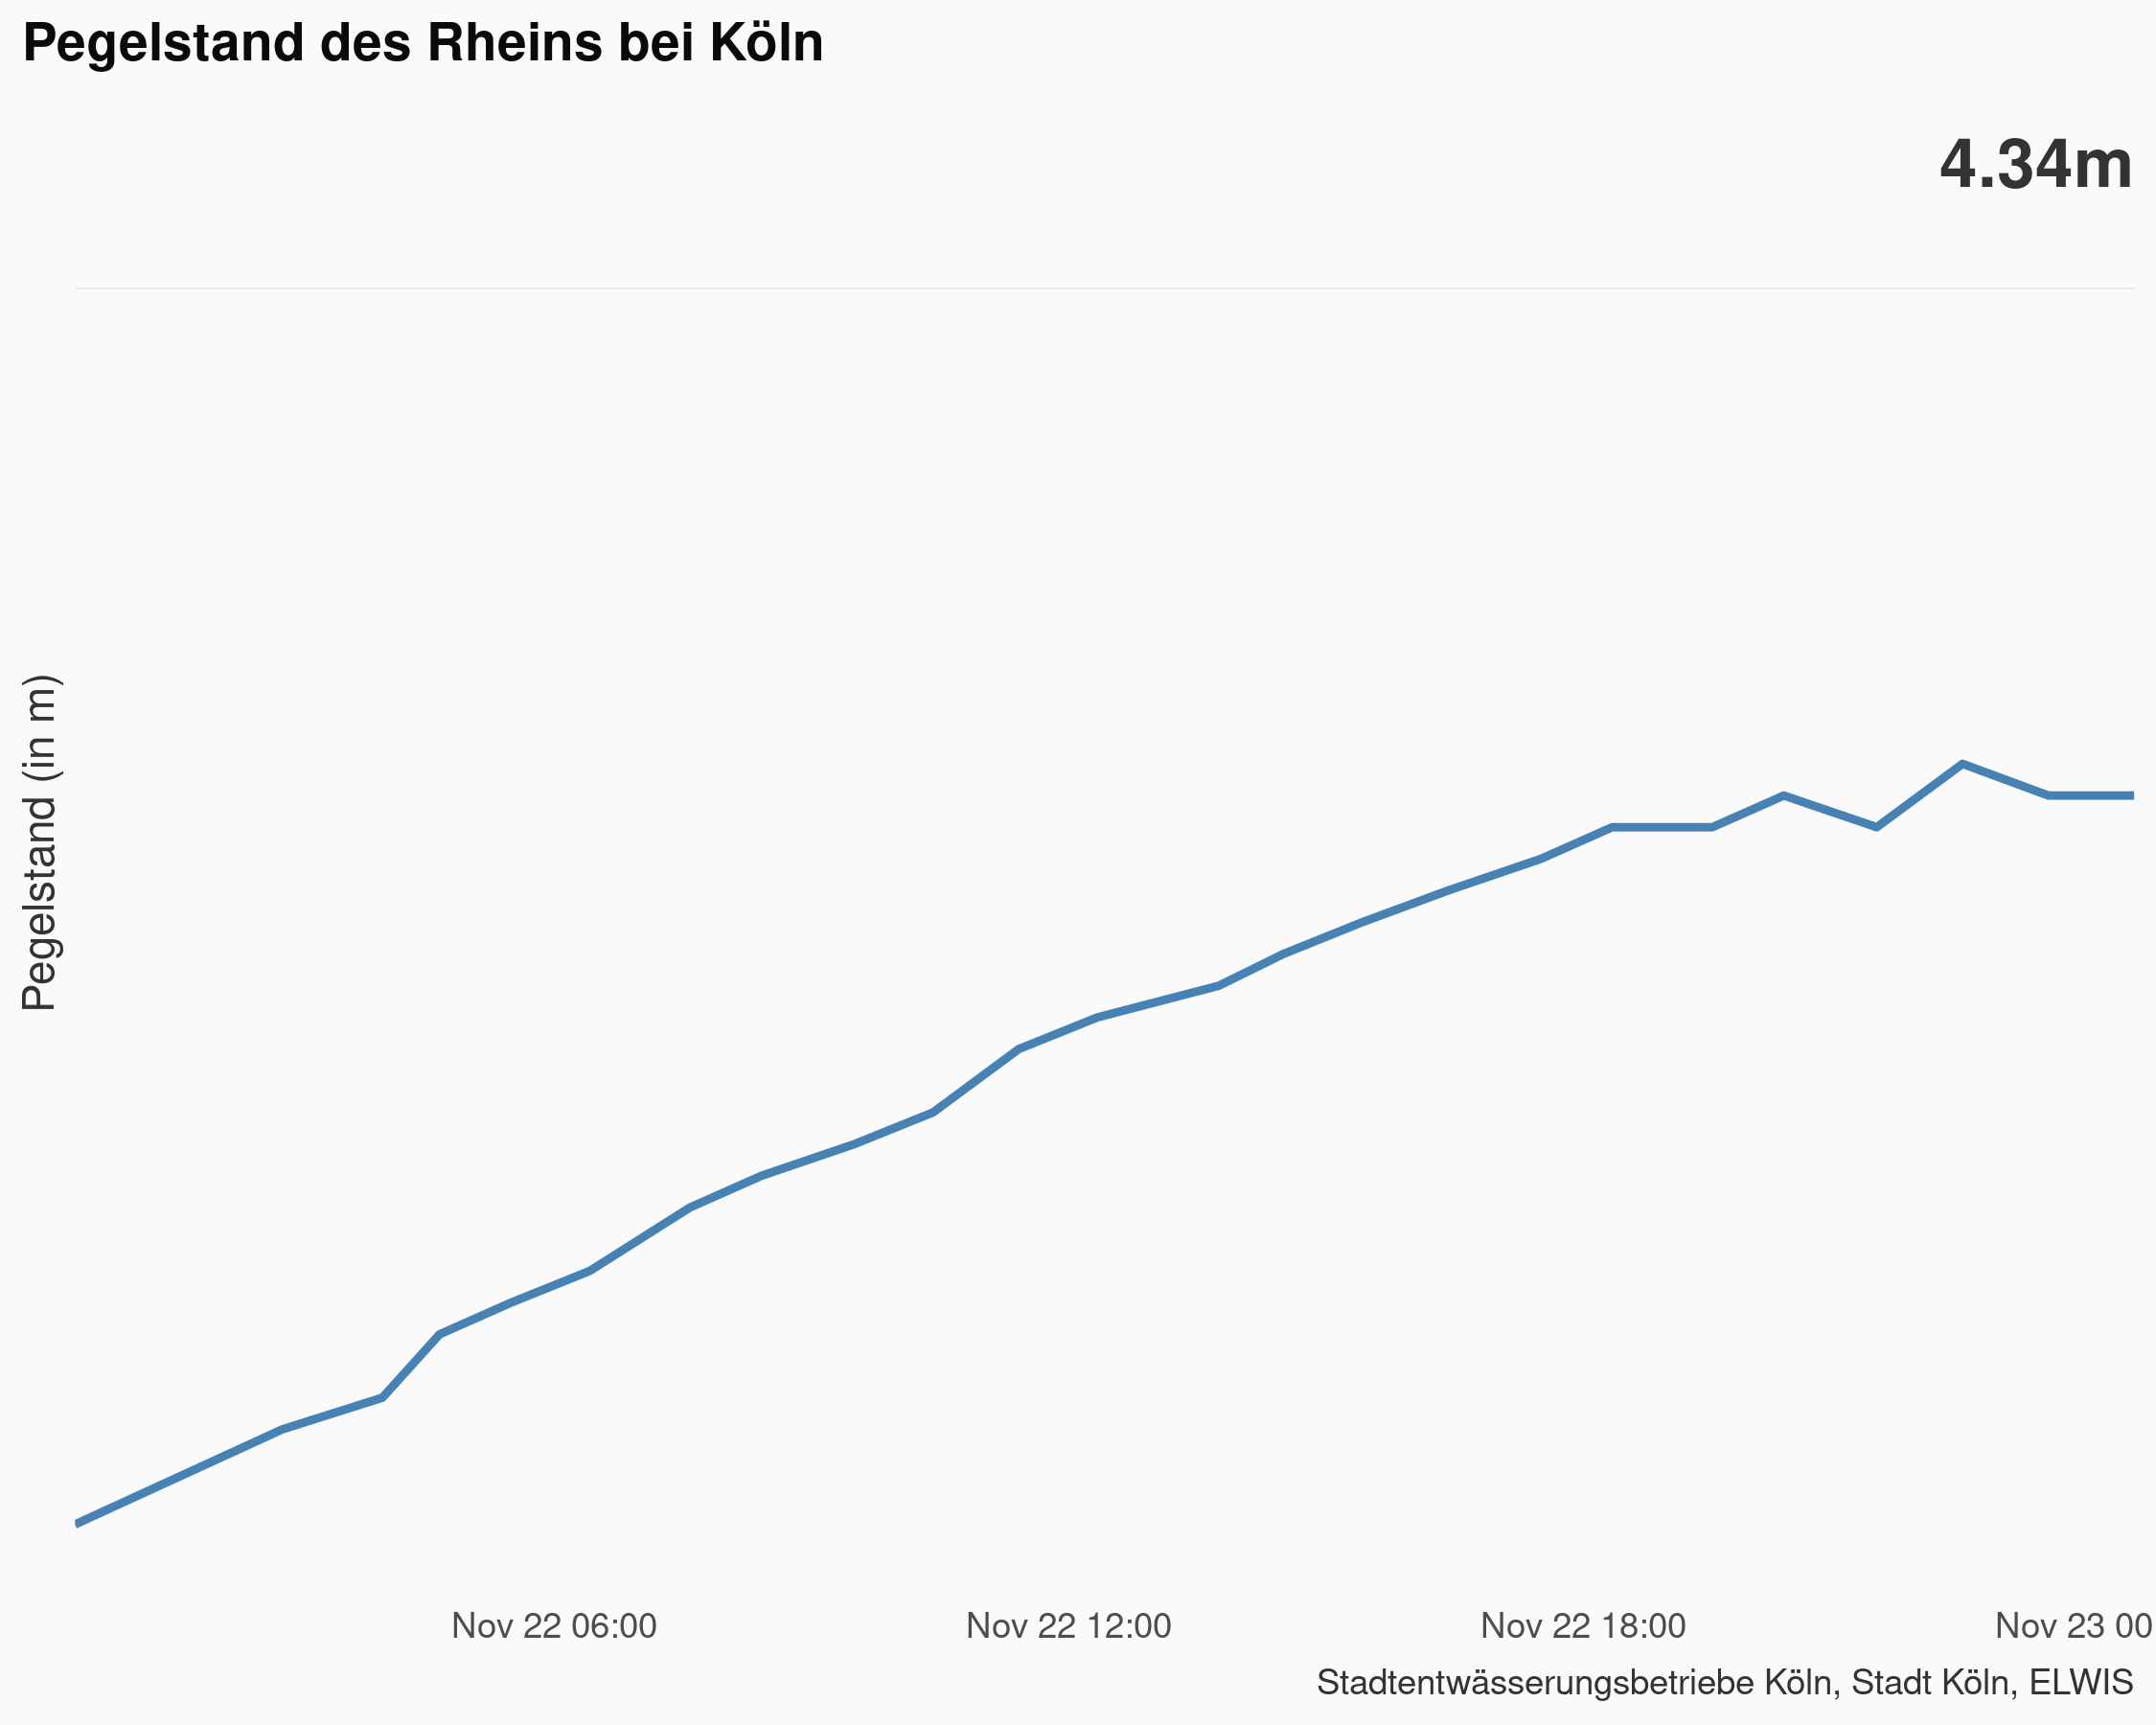 Pegelstand des Rheins bei Köln
4.34m
Pegelstand (in m)
Nov 22 06:00
Nov 22 12:00
Nov 22 18:00
Nov 23 00
Stadtentwässerungsbetriebe Köln, Stadt Köln, ELWIS